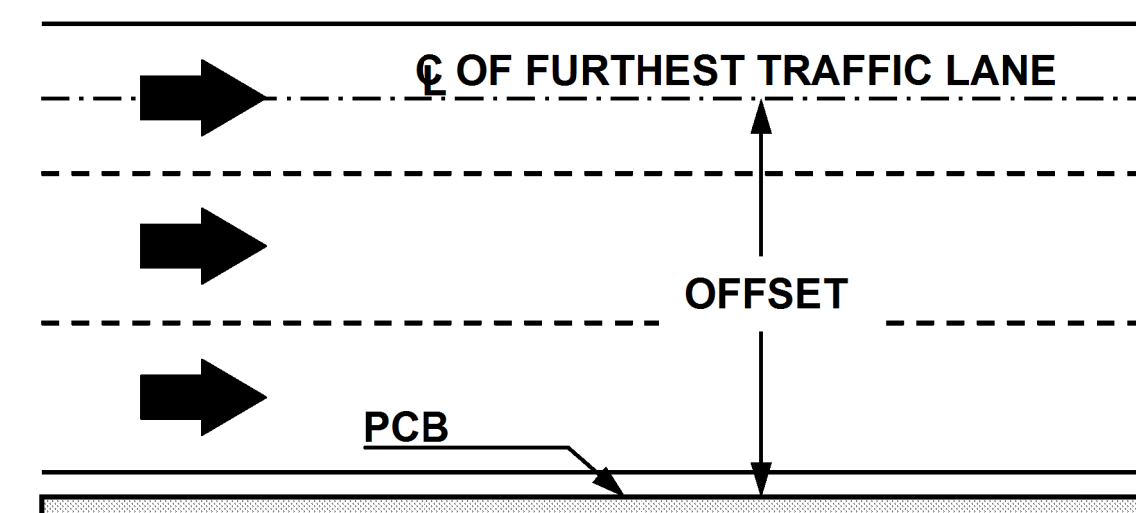 ℄ OF FURTHEST TRAFFIC LANE
OFFSET
PCB